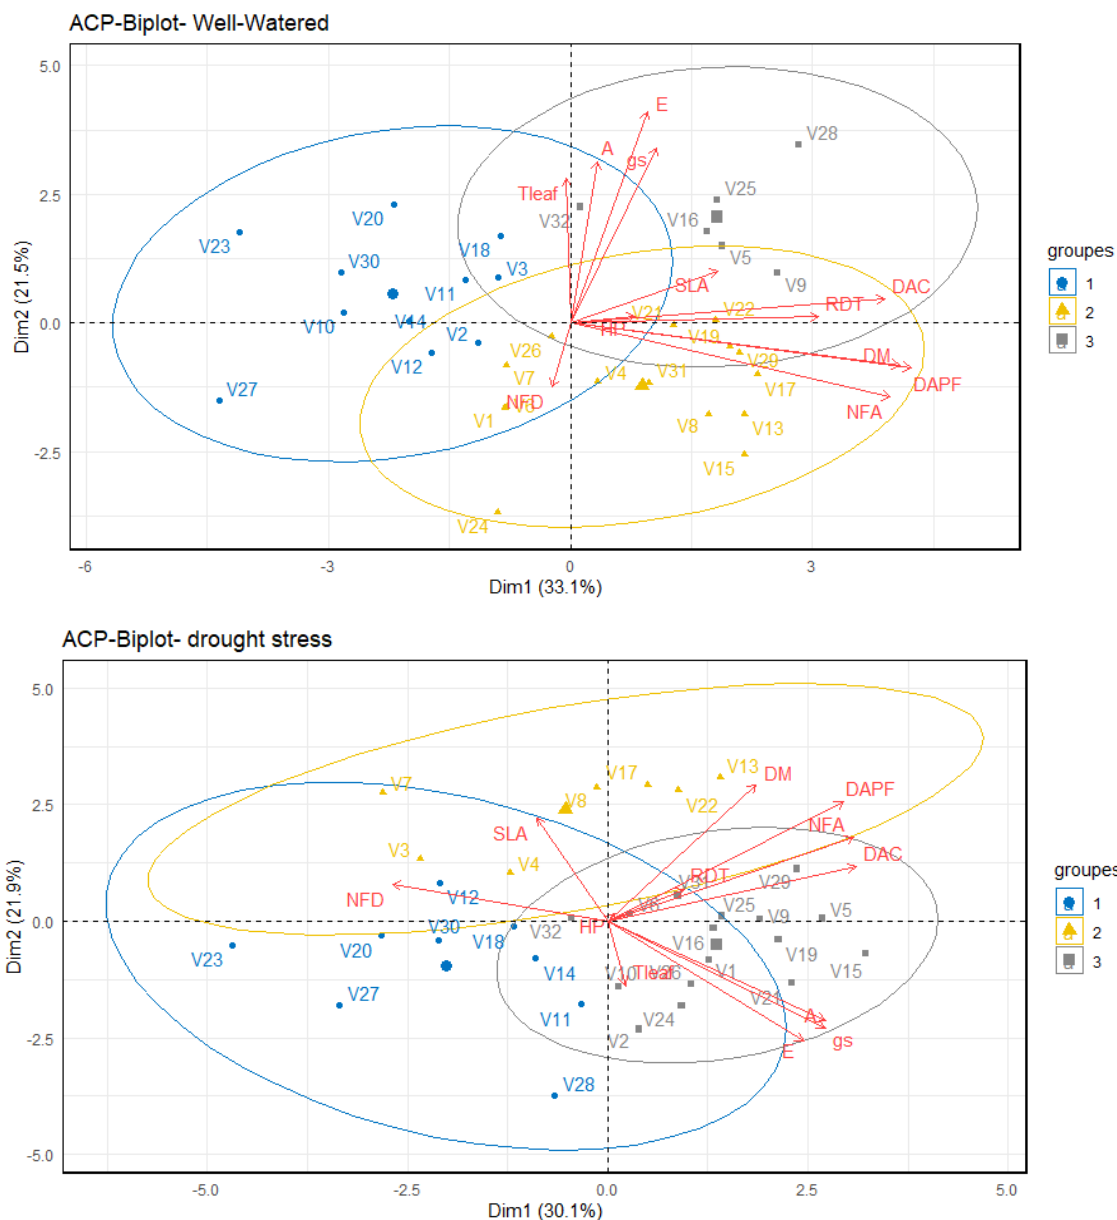 ACP-Biplot- Well-Watered
5.0
E
V28
A
gs
Tleaf
V25
2.5
V20
V32
V16
V23
V18
V5
groupes
V30
V3
SLA
V9
DAC
1
V11
RDT
2
V10
V14
V2
V21
V22
3
0.0
HP
V19
V12
V26
DM
V7
V4
V31
V29
DAPF
V27
NFD
V17
NFA
V1
V6
V8
V13
-2.5
V15
V24
-6
-3
0
3
Dim1 (33.1%)
Dim2 (21.5%)
ACP-Biplot- drought stress
5.0
V7
V17
V13
DM
DAPF
2.5
V8
V22
SLA
NFA
V3
V4
DAC
groupes
NFD
V12
RDT
V29
1
V6
V31
V25
V9
V5
2
0.0
V30
V18
V32
HP
3
V23
V20
V16
V19
V14
V10
Tleaf
V26
V1
V15
V27
V21
V11
V24
A
-2.5
V2
E
gs
V28
-5.0
-5.0
-2.5
0.0
2.5
5.0
Dim1 (30.1%)
Dim2 (21.9%)